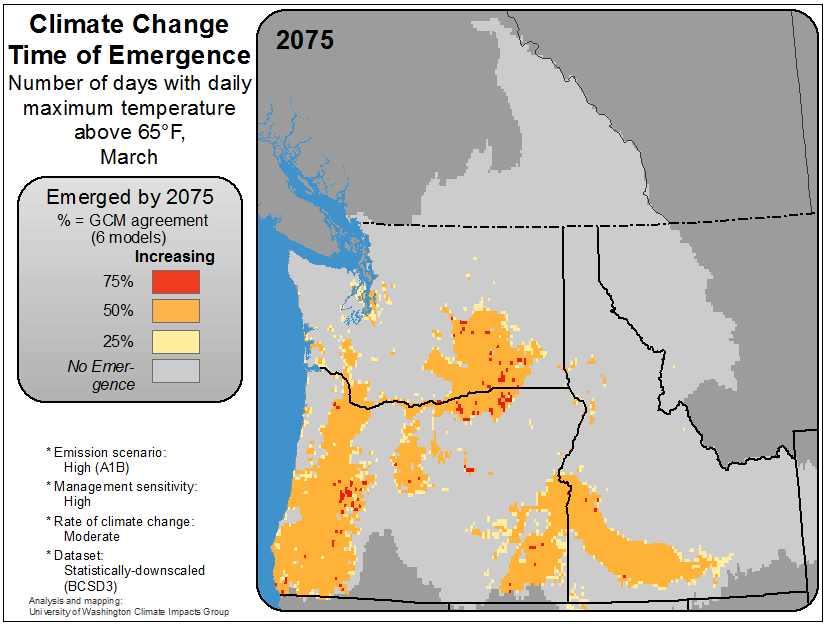 Climate Change
Time of Emergence
Number of days with daily
maximum temperature
above 65°F,
March
2075
Emerged by 2075
% = GCM agreement
(6 models)
Increasing
75%
50%
25%
No Emer-
gence
* Emission scenario:
High (A1B)
* Management sensitivity:
High
* Rate of climate change:
Moderate
* Dataset:
Statistically-downscaled
(BCSD3)
Analysis and mapping:
University of Washington Climate Impacts Group